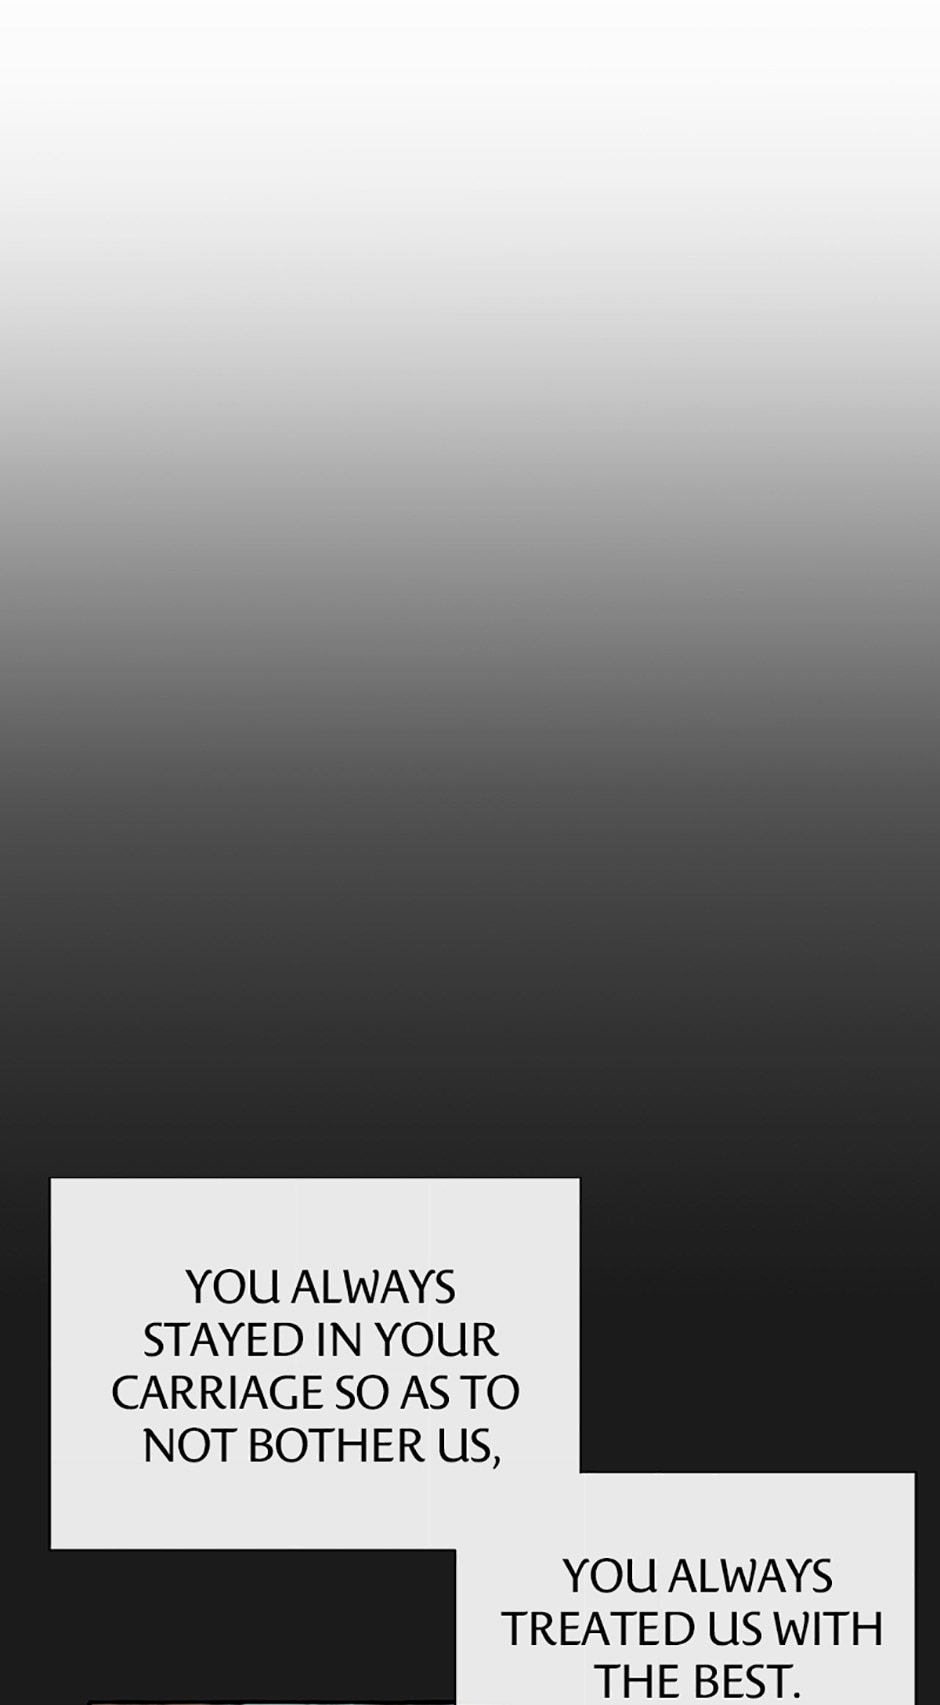 YOU ALWAYS
STAYED IN YOUR
CARRIAGE SO AS TO
NOT BOTHER US,
YOU ALWAYS
TREATED US WITH
THE BEST.